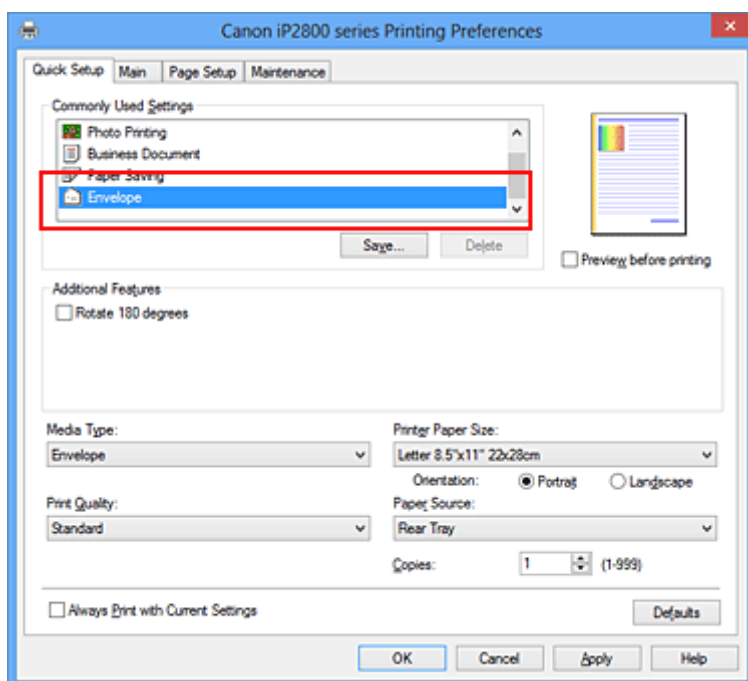 Canon iP2800 series Printing Preferences
Quick Setup Main Page Setup Maintenance
Commonly Used Settings
Photo Printing
Business Document
Paper Saving
Envelope
Save... Delete
Preview before printing
Additional Features
Rotate 180 degrees
Media Type: Printer Paper Size:
Envelope Letter 8.5"x11" 22x28cm
Orientation: Portrait Landscape
Print Quality: Paper Source:
Standard Rear Tray
Copies: 1 (1-999)
Always Print with Current Settings Defaults
OK Cancel Apply Help